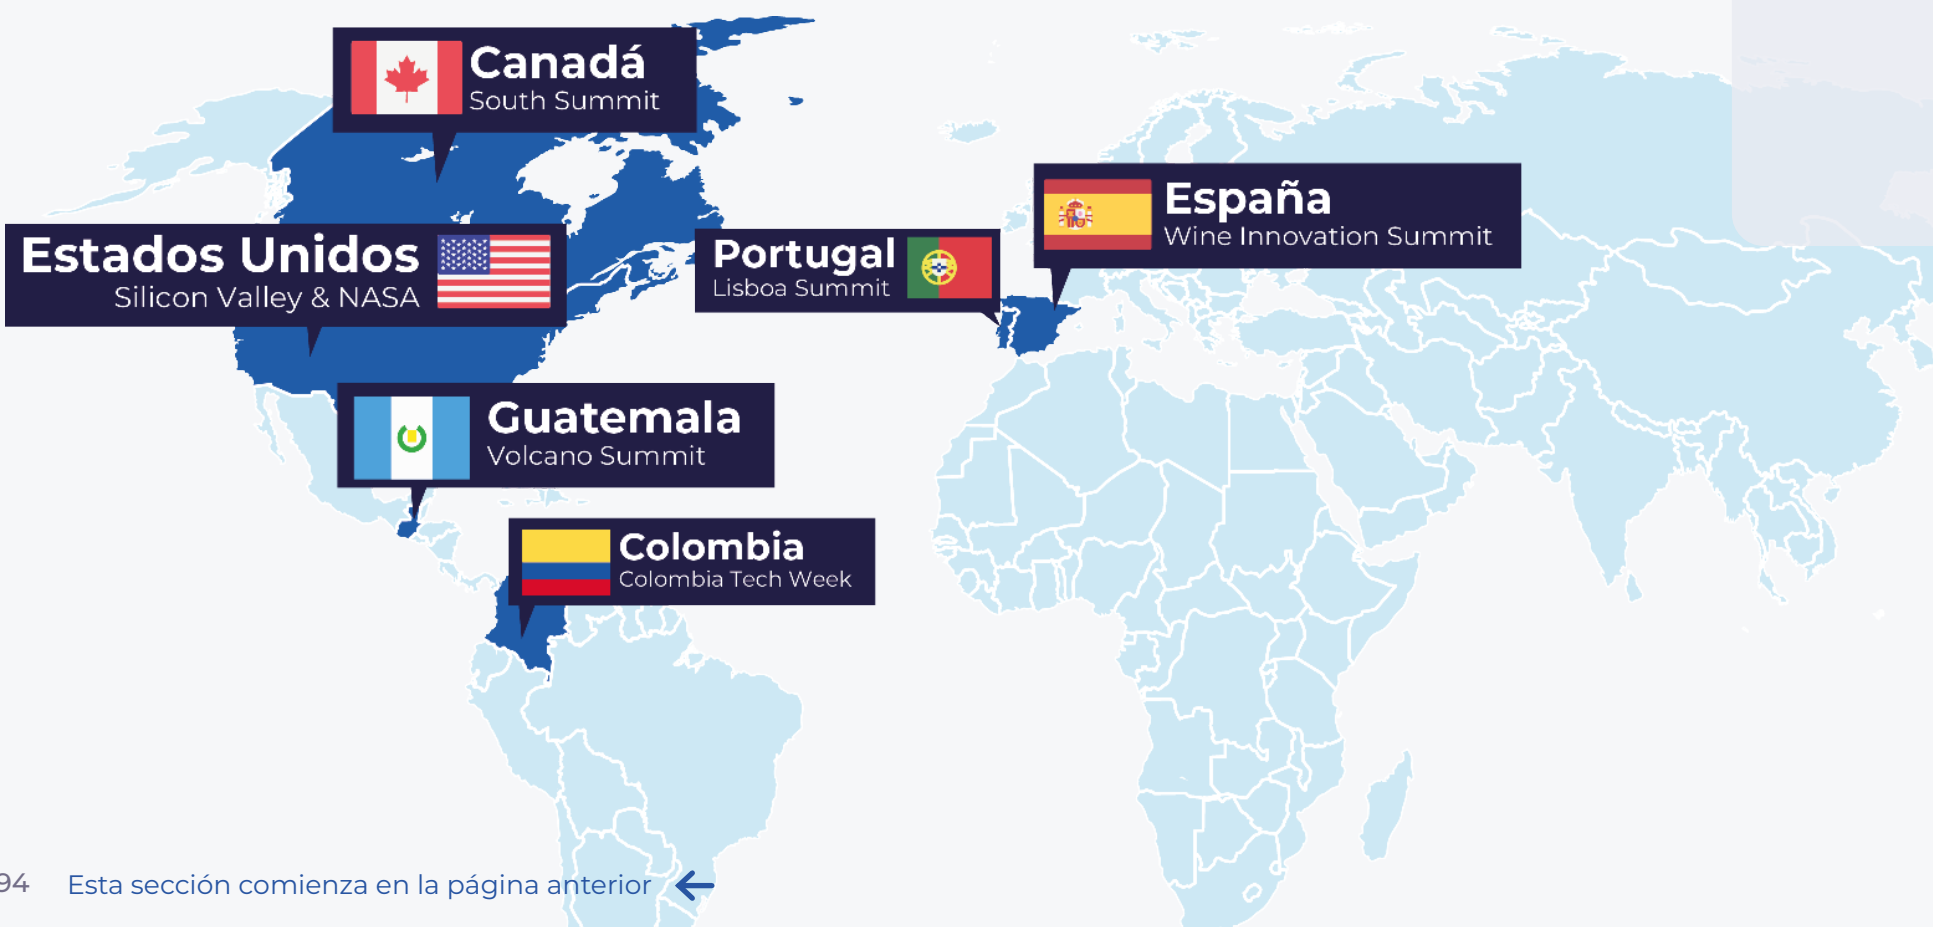 Canadá
South Summit
España
Wine Innovation Summit
Estados Unidos
Silicon Valley & NASA
Portugal
Lisboa Summit
Guatemala
Volcano Summit
Colombia
Colombia Tech Week
94 Esta sección comienza en la página anterior